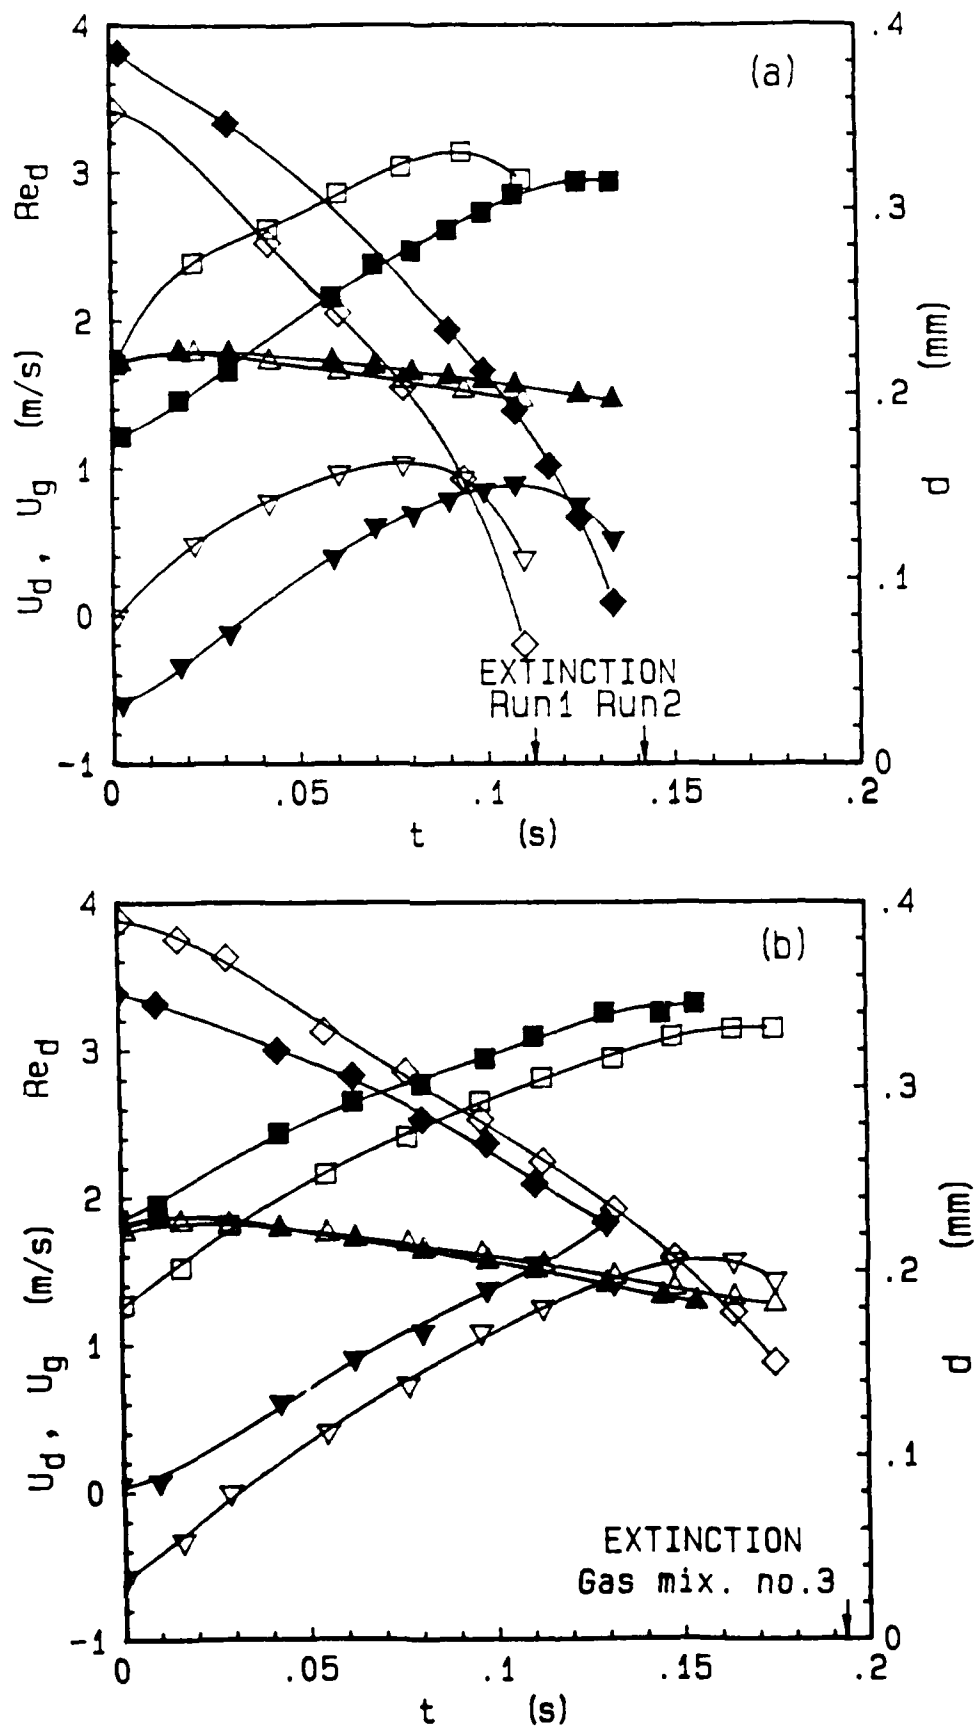 (a)
4
3
2
1
0
-1
U_d , U_g (m/s) Re_d
.4
.3
.2
.1
0
d (mm)
EXTINCTION
Run1 Run2
0 .05 .1 .15 .2
t (s)
(b)
4
3
2
1
0
-1
U_d , U_g (m/s) Re_d
.4
.3
.2
.1
0
d (mm)
EXTINCTION
Gas mix. no.3
0 .05 .1 .15 .2
t (s)